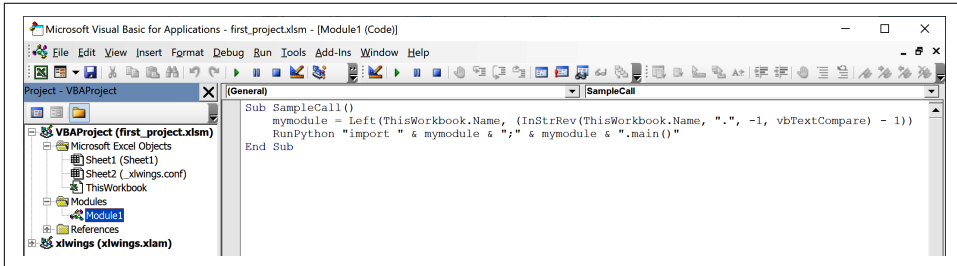 Microsoft Visual Basic for Applications - first_project.xlsm - [Module1 (Code)]
File Edit View Insert Format Debug Run Tools Add-Ins Window Help
Project - VBAProject
(General)
SampleCall
VBAProject (first_project.xlsm)
Microsoft Excel Objects
Sheet1 (Sheet1)
Sheet2 (_xlwings.conf)
ThisWorkbook
Modules
Module1
References
xlwings (xlwings.xlam)
Sub SampleCall()
    mymodule = Left(ThisWorkbook.Name, (InStrRev(ThisWorkbook.Name, ".", -1, vbTextCompare) - 1))
    RunPython "import " & mymodule & ";" & mymodule & ".main()"
End Sub